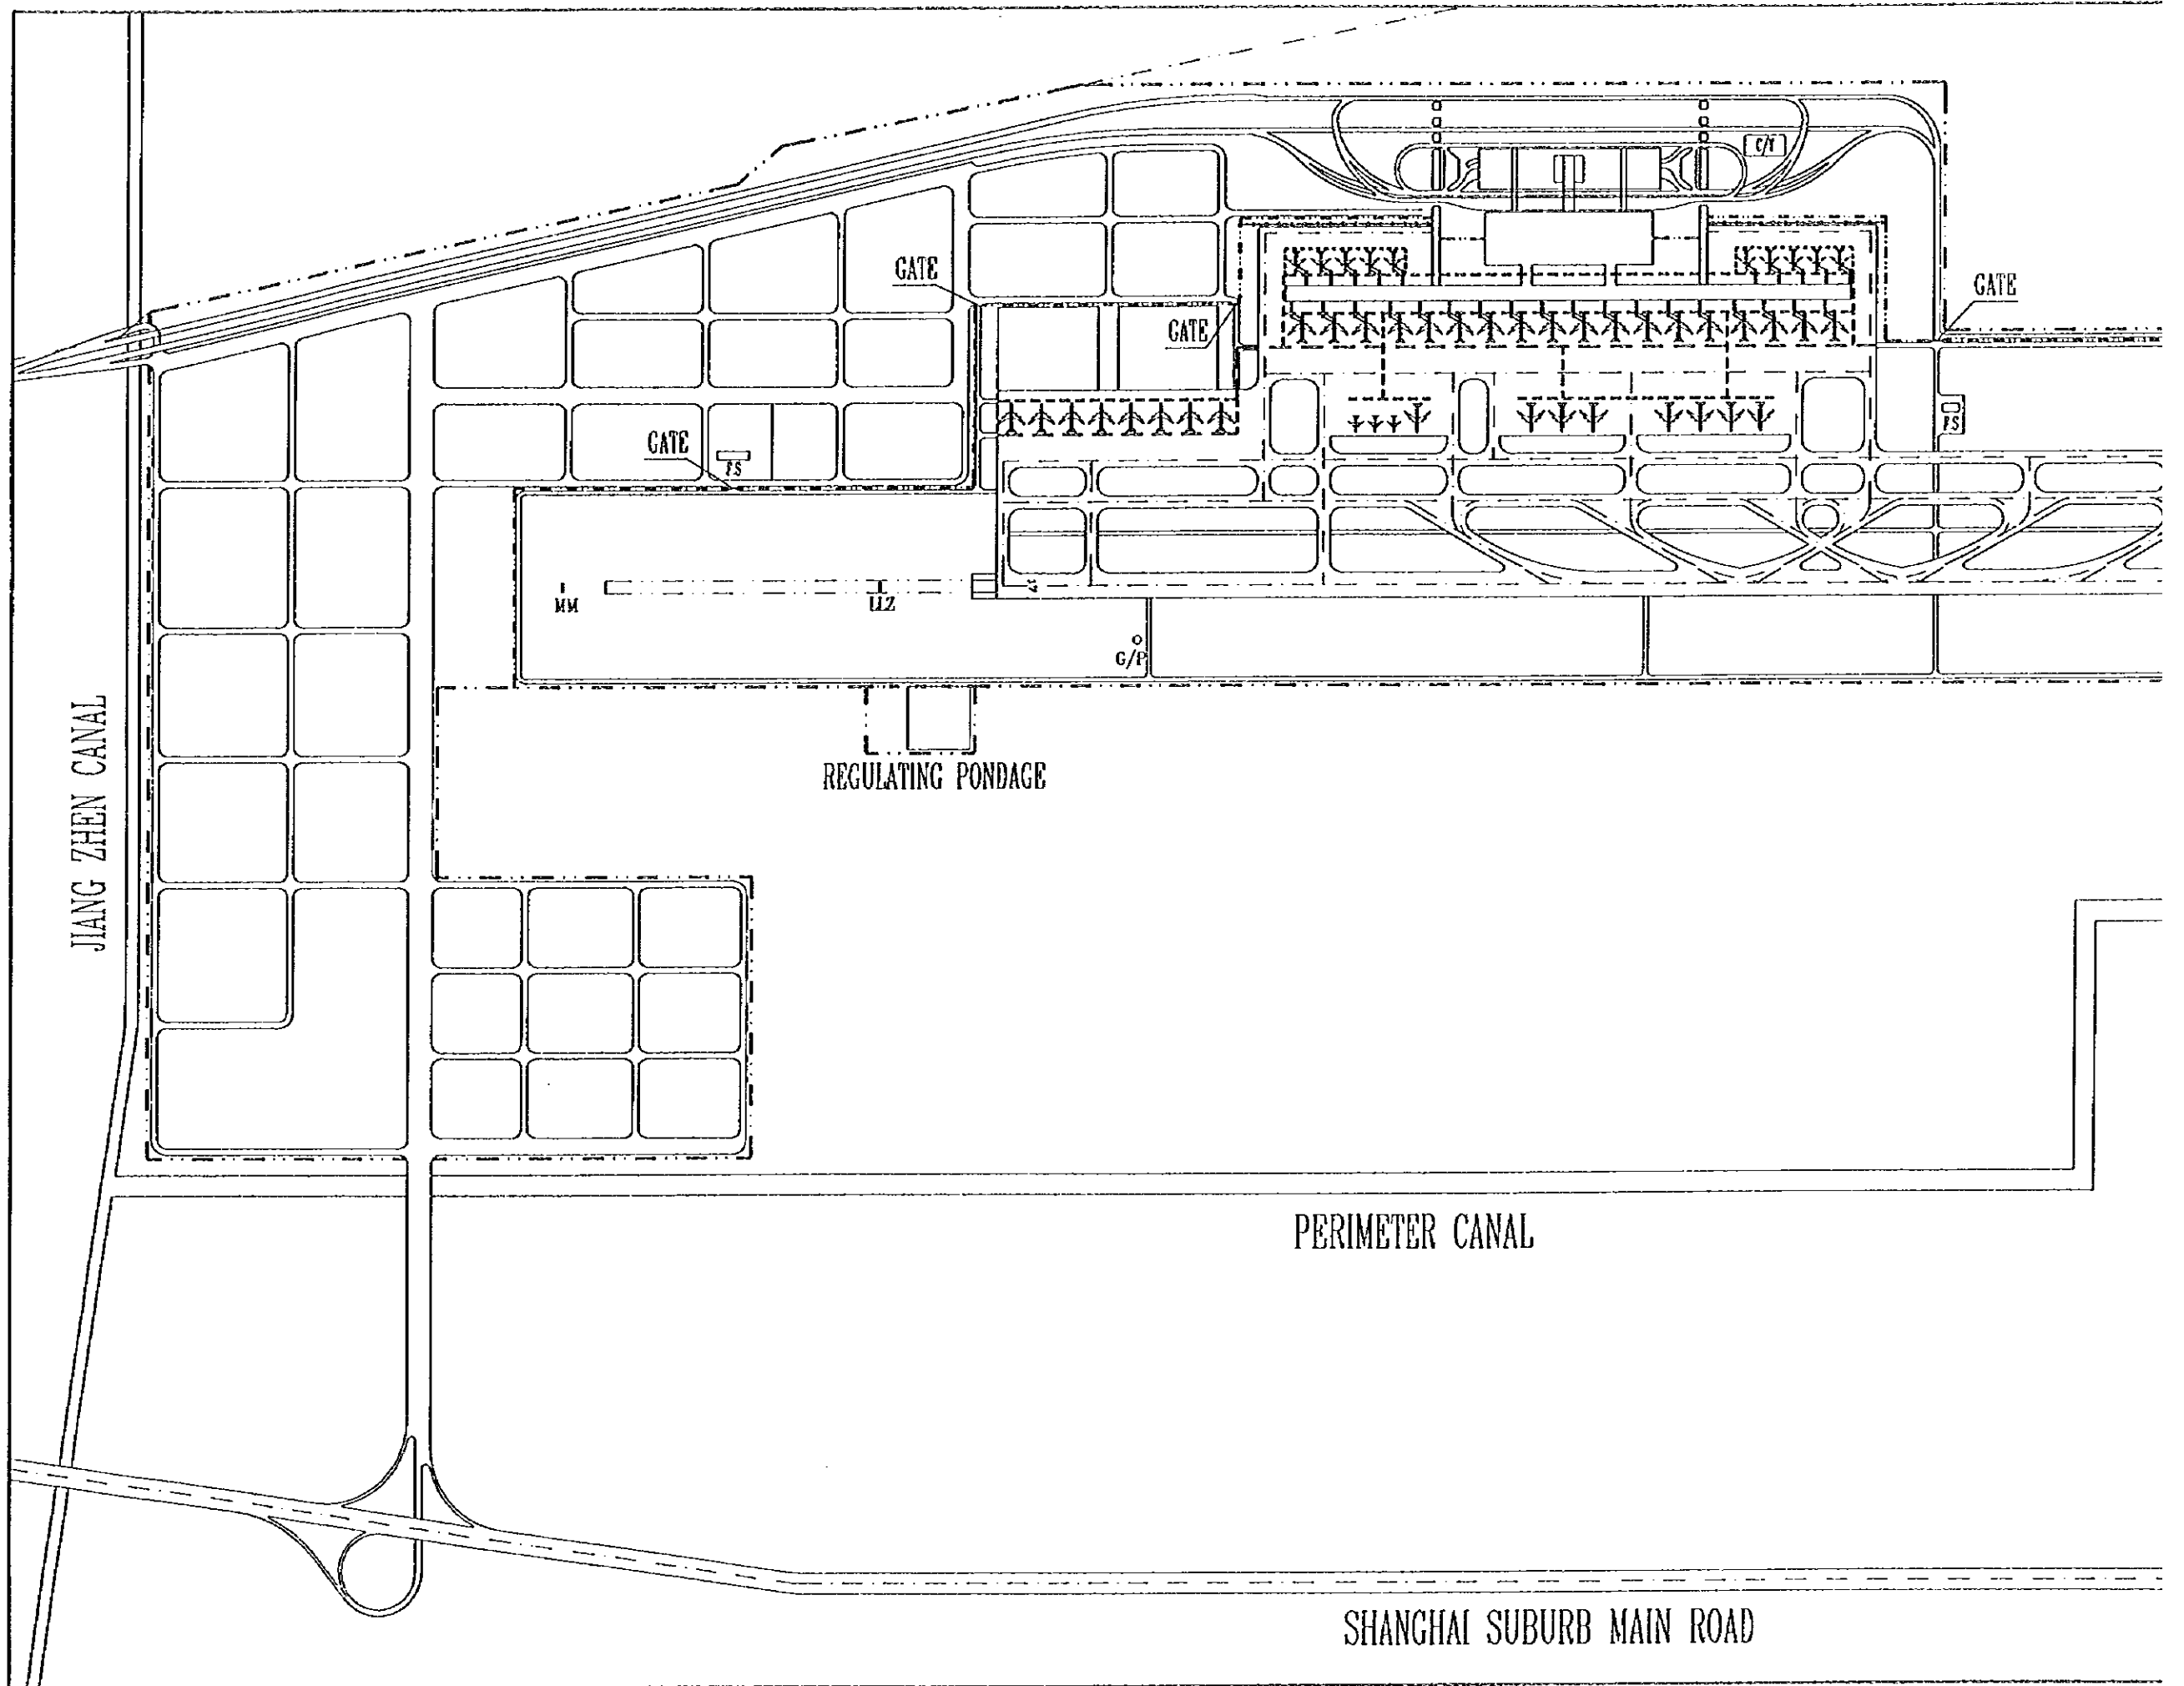 C/T
GATE
GATE
GATE
GATE
FS
FS
MM
LLZ
G/P
REGULATING PONDAGE
JIANG ZHEN CANAL
PERIMETER CANAL
SHANGHAI SUBURB MAIN ROAD